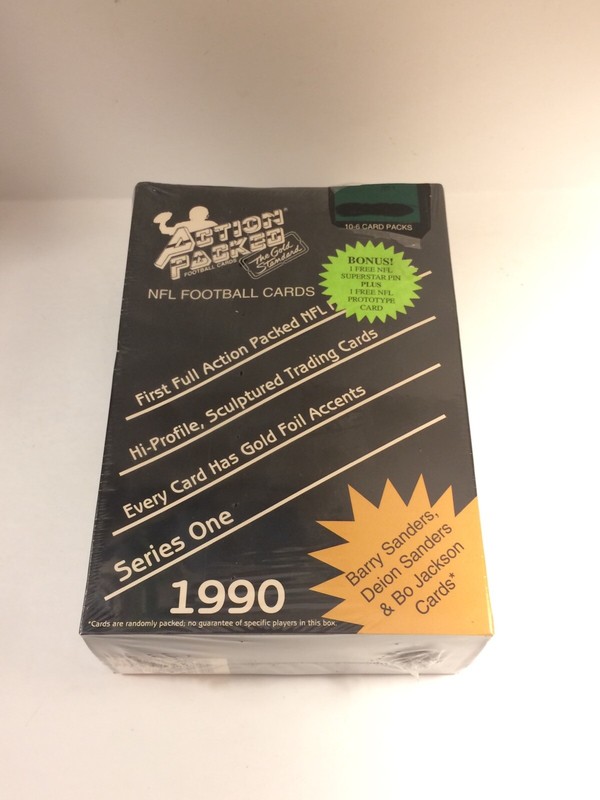 ACTION
PACKED®
FOOTBALL CARDS
The Gold
Standard
NFL FOOTBALL CARDS
10-6 CARD PACKS
BONUS!
1 FREE NFL
SUPERSTAR PIN
PLUS
1 FREE NFL
PROTOTYPE
CARD
First Full Action Packed NFL
Hi-Profile, Sculptured Trading Cards
Every Card Has Gold Foil Accents
Series One
1990
Barry Sanders,
Deion Sanders
& Bo Jackson
Cards*
*Cards are randomly packed; no guarantee of specific players in this box.